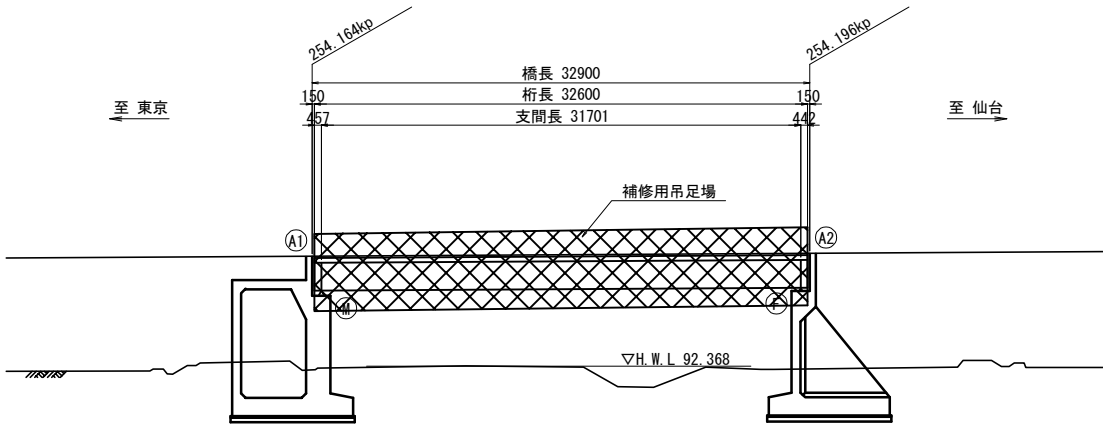 254.164kp
254.196kp
橋長 32900
150
桁長 32600
150
至 東京
至 仙台
457
支間長 31701
442
補修用吊足場
A1
A2
M
F
▽H.W.L 92.368